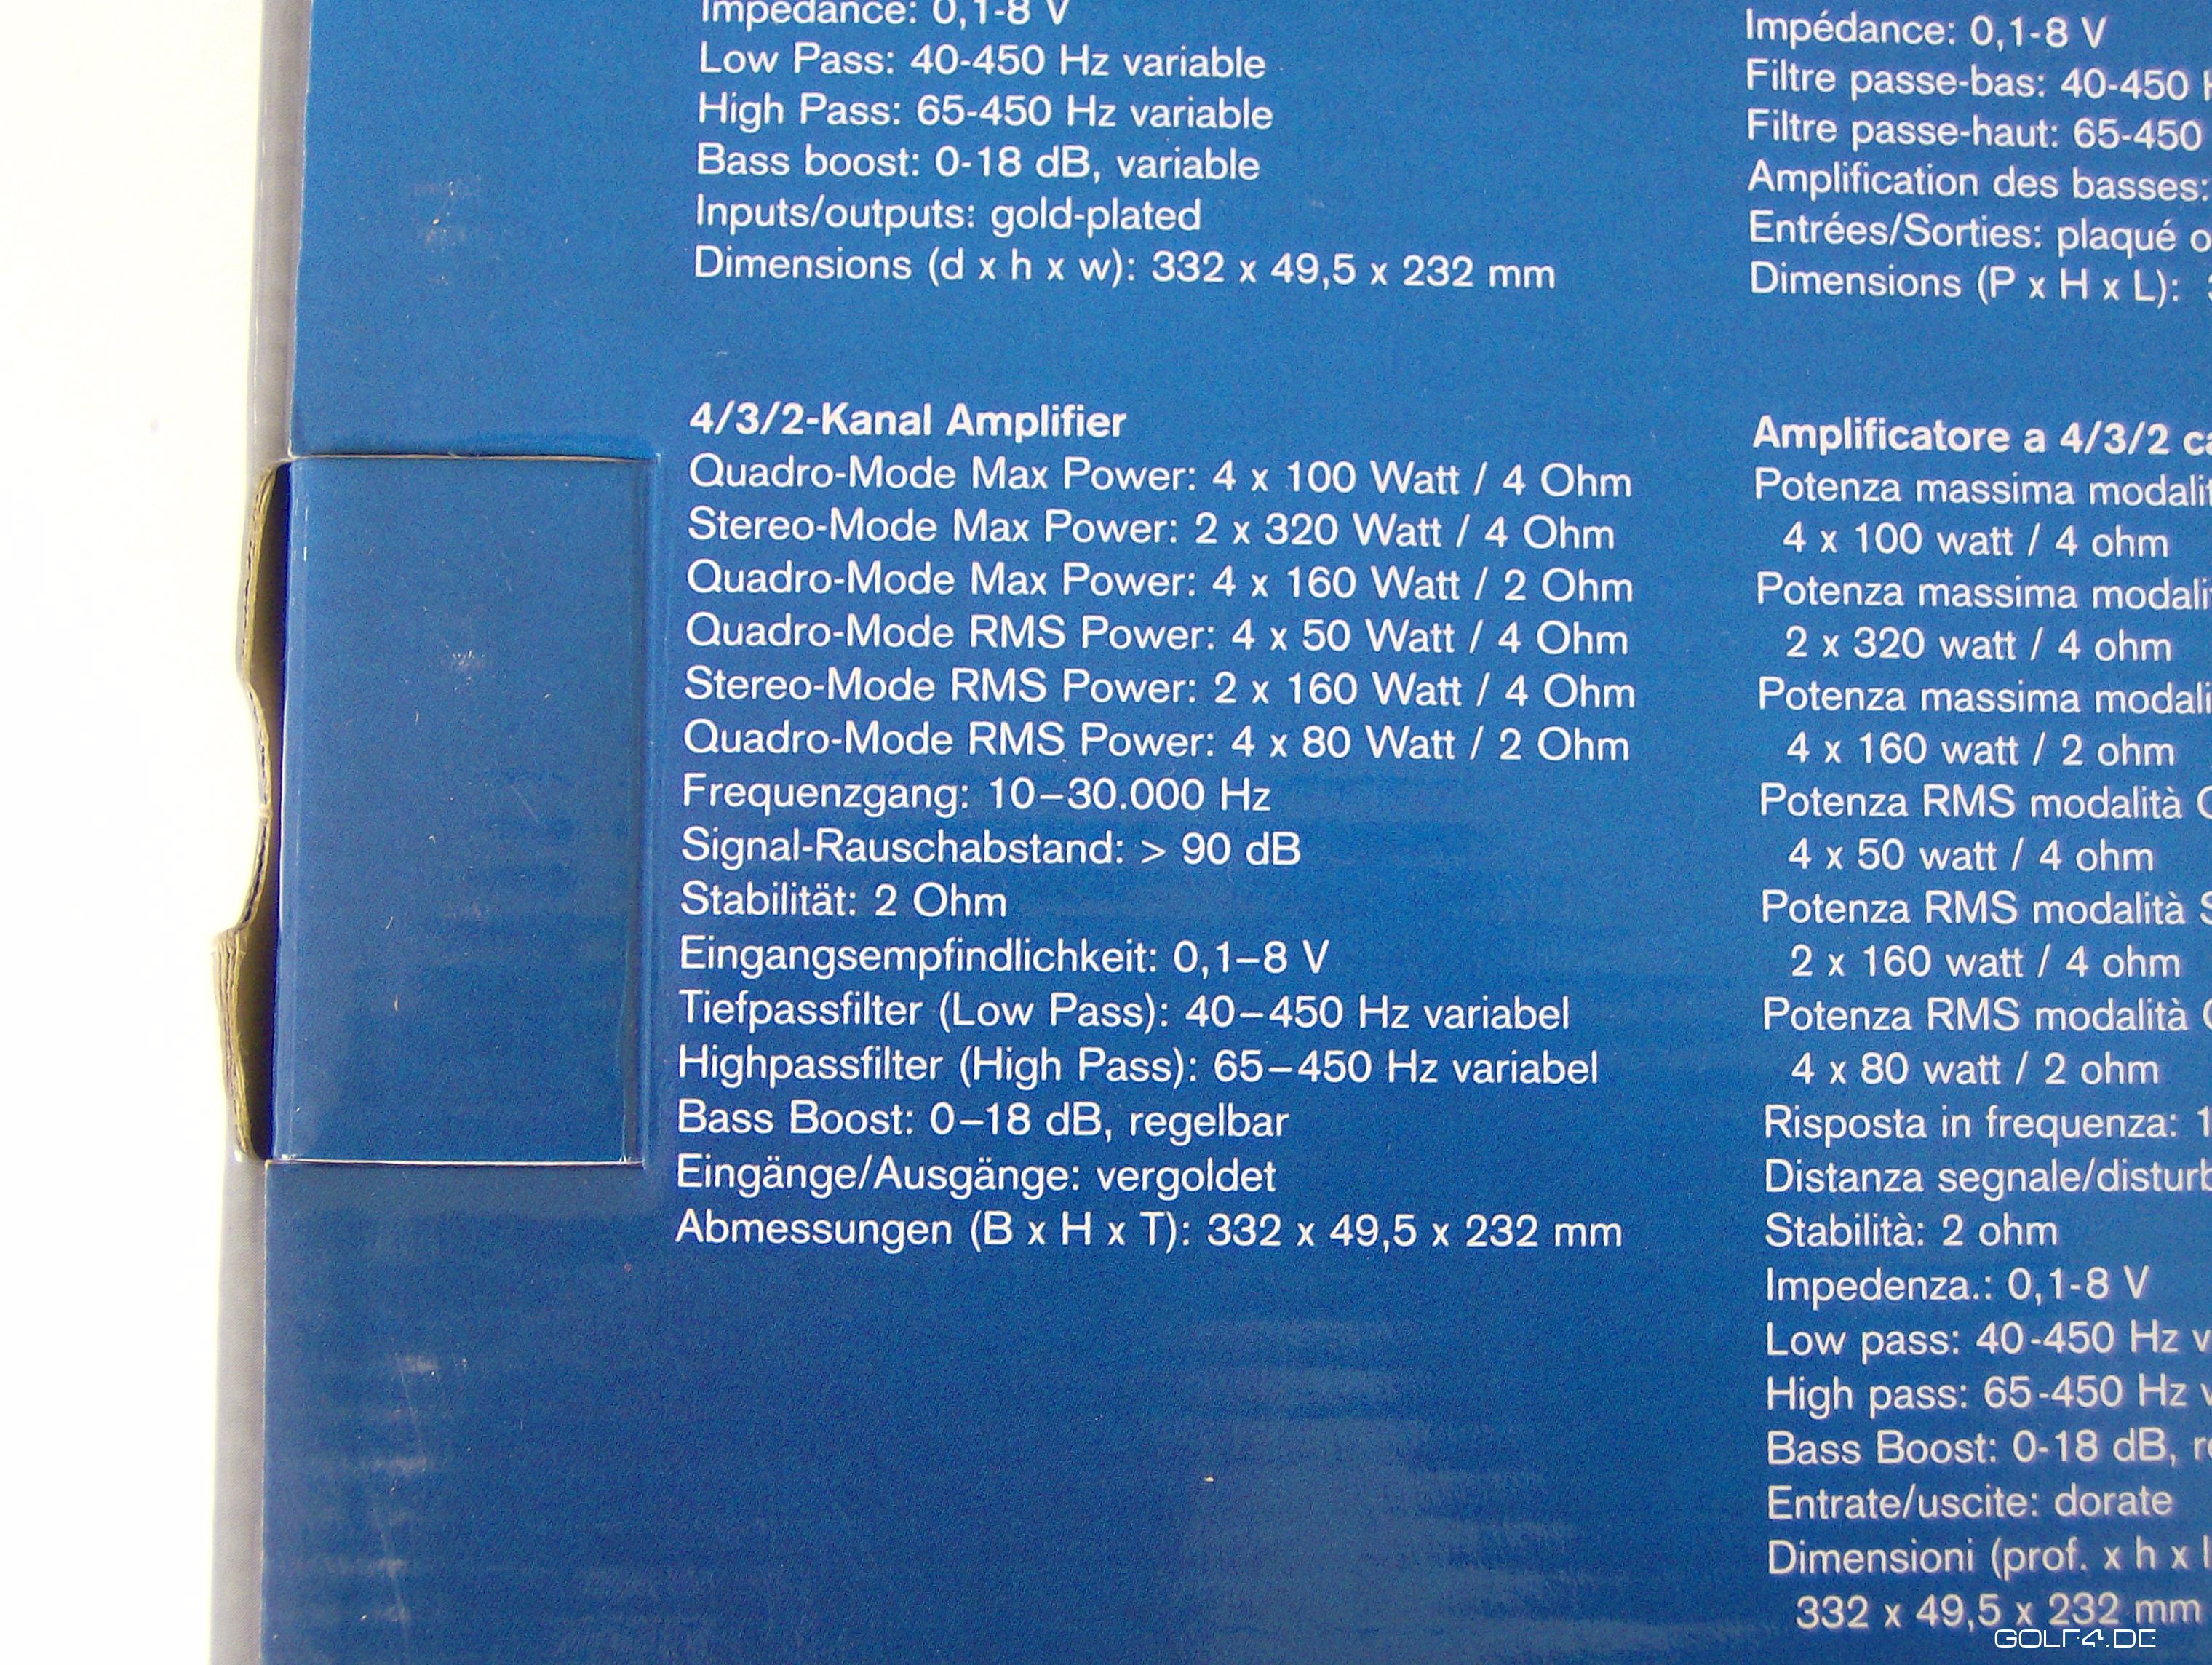 Impedance: 0,1-8 V
Low Pass: 40-450 Hz variable
High Pass: 65-450 Hz variable
Bass boost: 0-18 dB, variable
Inputs/outputs: gold-plated
Dimensions (d x h x w): 332 x 49,5 x 232 mm
4/3/2-Kanal Amplifier
Quadro-Mode Max Power: 4 x 100 Watt / 4 Ohm
Stereo-Mode Max Power: 2 x 320 Watt / 4 Ohm
Quadro-Mode Max Power: 4 x 160 Watt / 2 Ohm
Quadro-Mode RMS Power: 4 x 50 Watt / 4 Ohm
Stereo-Mode RMS Power: 2 x 160 Watt / 4 Ohm
Quadro-Mode RMS Power: 4 x 80 Watt / 2 Ohm
Frequenzgang: 10–30.000 Hz
Signal-Rauschabstand: > 90 dB
Stabilität: 2 Ohm
Eingangsempfindlichkeit: 0,1–8 V
Tiefpassfilter (Low Pass): 40–450 Hz variabel
Highpassfilter (High Pass): 65–450 Hz variabel
Bass Boost: 0–18 dB, regelbar
Eingänge/Ausgänge: vergoldet
Abmessungen (B x H x T): 332 x 49,5 x 232 mm
Impédance: 0,1-8 V
Filtre passe-bas: 40-450
Filtre passe-haut: 65-450
Amplification des basses:
Entrées/Sorties: plaqué
Dimensions (P x H x L):
Amplificatore a 4/3/2
Potenza massima
4 x 100 watt / 4 ohm
Potenza massima
2 x 320 watt / 4 ohm
Potenza massima
4 x 160 watt / 2 ohm
Potenza RMS modalità
4 x 50 watt / 4 ohm
Potenza RMS modalità
2 x 160 watt / 4 ohm
Potenza RMS modalità
4 x 80 watt / 2 ohm
Risposta in frequenza:
Distanza
Stabilità: 2 ohm
Impedenza.: 0,1-8 V
Low pass: 40-450 Hz
High pass: 65-450 Hz
Bass Boost: 0-18 dB,
Entrate/uscite: dorate
Dimensioni (prof. x h x
332 x 49,5 x 232 mm
GOLF4.DE